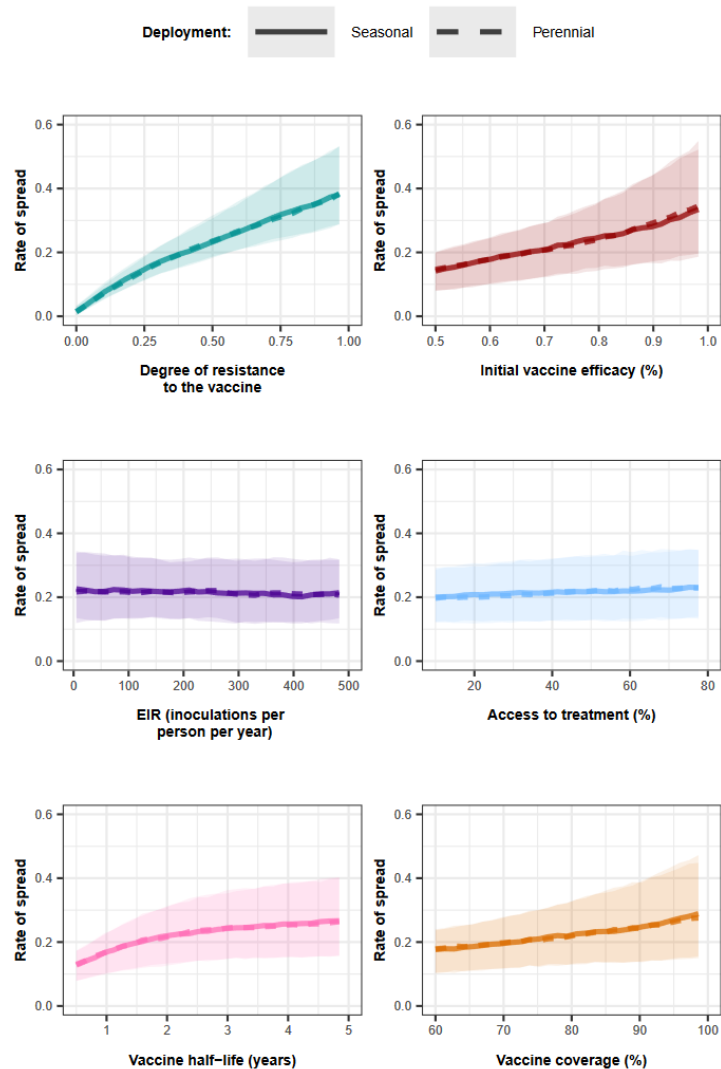 Deployment: Seasonal Perennial
0.6
0.4
0.2
0.0
Rate of spread
0.00 0.25 0.50 0.75 1.00
Degree of resistance
to the vaccine
0.6
0.4
0.2
0.0
Rate of spread
0.5 0.6 0.7 0.8 0.9 1.0
Initial vaccine efficacy (%)
0.6
0.4
0.2
0.0
Rate of spread
0 100 200 300 400 500
EIR (inoculations per
person per year)
0.6
0.4
0.2
0.0
Rate of spread
20 40 60 80
Access to treatment (%)
0.6
0.4
0.2
0.0
Rate of spread
1 2 3 4 5
Vaccine half−life (years)
0.6
0.4
0.2
0.0
Rate of spread
60 70 80 90 100
Vaccine coverage (%)